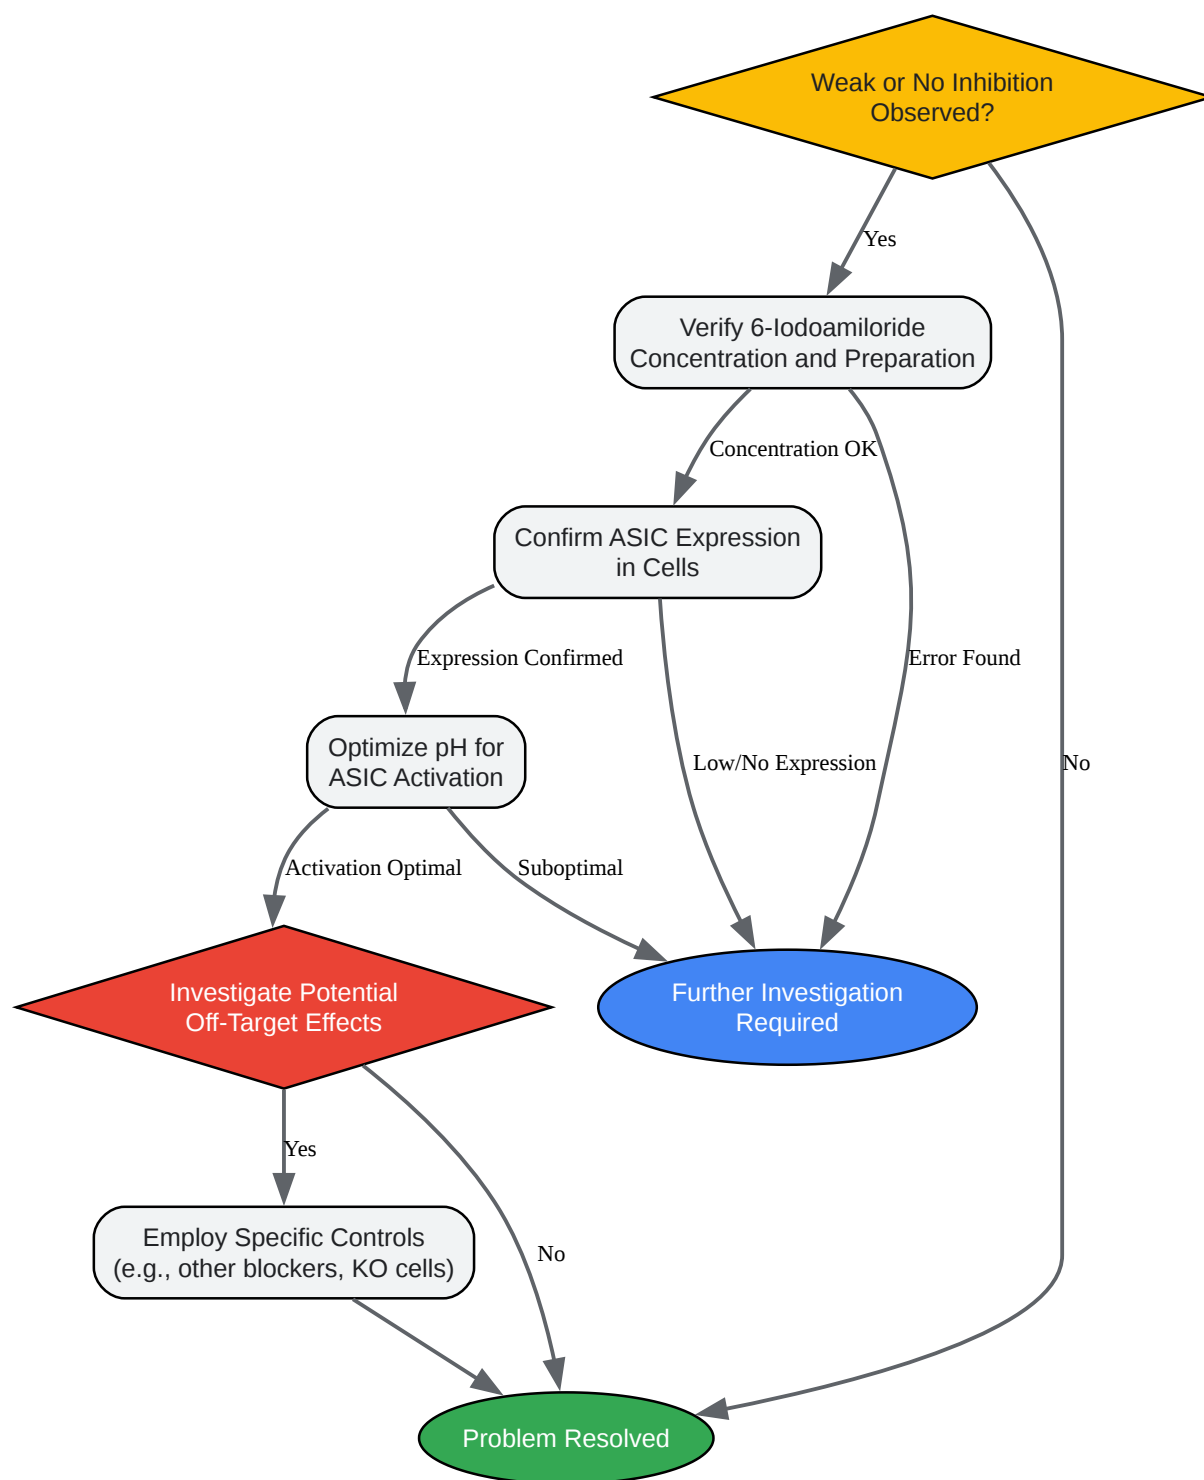 Weak or No Inhibition
Observed?
Yes
Verify 6-Iodoamiloride
Concentration and Preparation
Concentration OK
Confirm ASIC Expression
in Cells
Expression Confirmed
Error Found
Optimize pH for
ASIC Activation
Low/No Expression
No
Activation Optimal
Suboptimal
Investigate Potential
Off-Target Effects
Further Investigation
Required
Yes
Employ Specific Controls
(e.g., other blockers, KO cells)
No
Problem Resolved